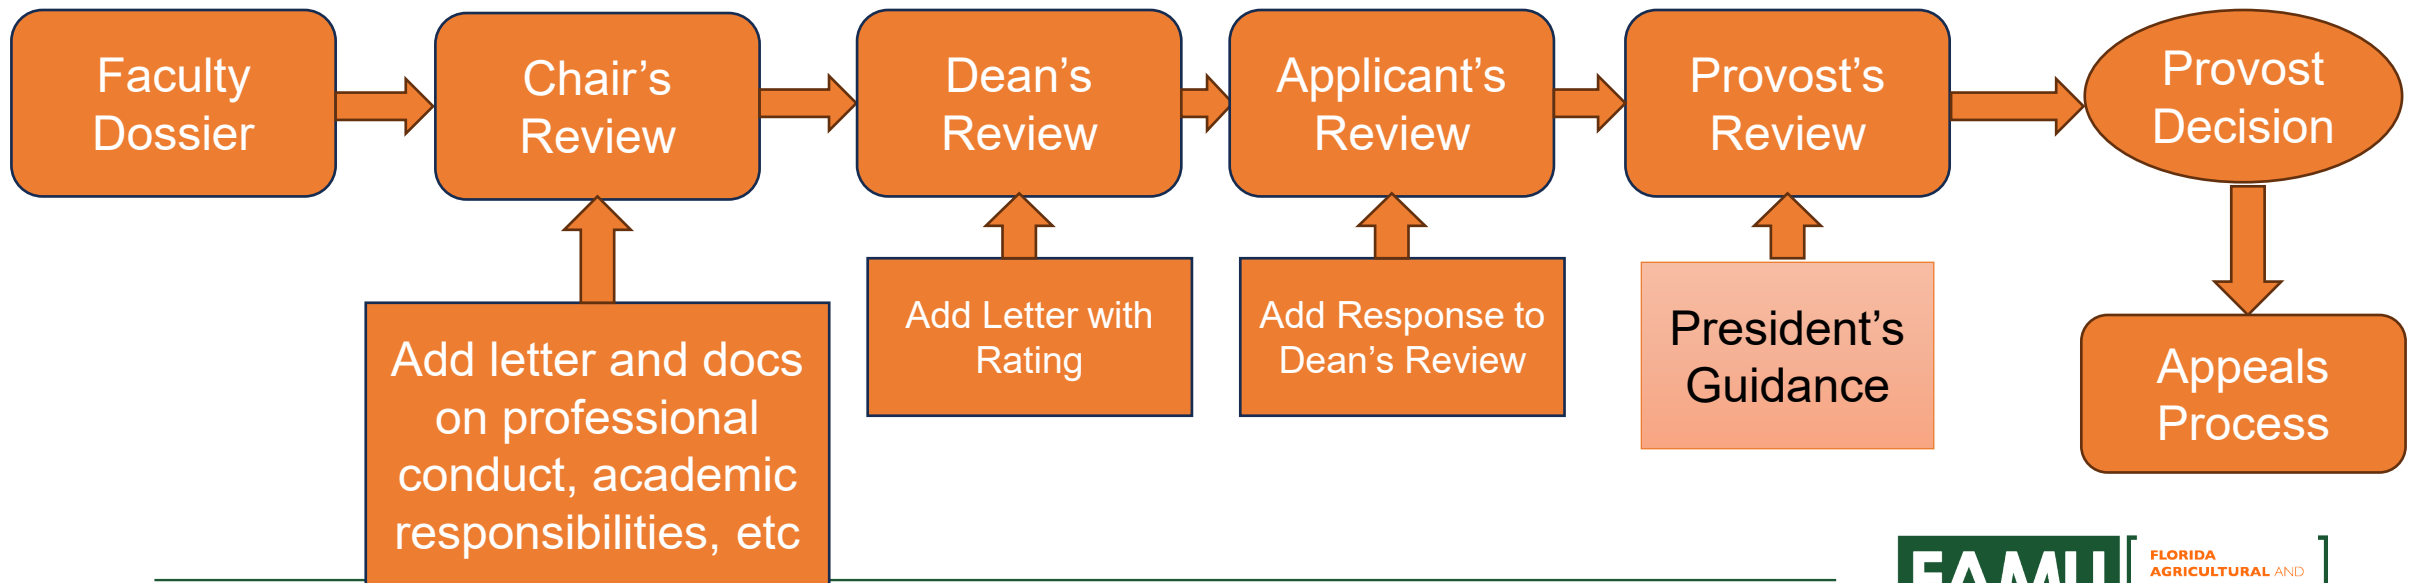 Faculty
Dossier
Chair's
Review
Dean's
Review
Applicant's
Review
Provost's
Review
Provost
Decision
Add letter and docs
on professional
conduct, academic
responsibilities, etc
Add Letter with
Rating
Add Response to
Dean's Review
President's
Guidance
Appeals
Process
FAMU
FLORIDA
AGRICULTURAL AND